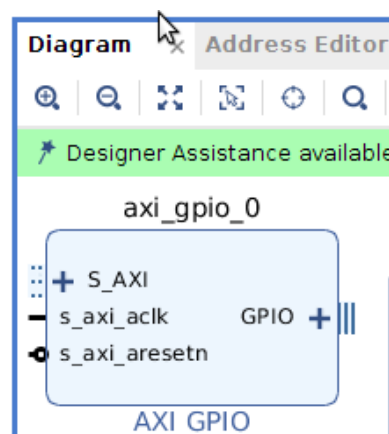 Diagram × Address Editor
Designer Assistance available
axi_gpio_0
S_AXI
s_axi_aclk GPIO
s_axi_aresetn
AXI GPIO